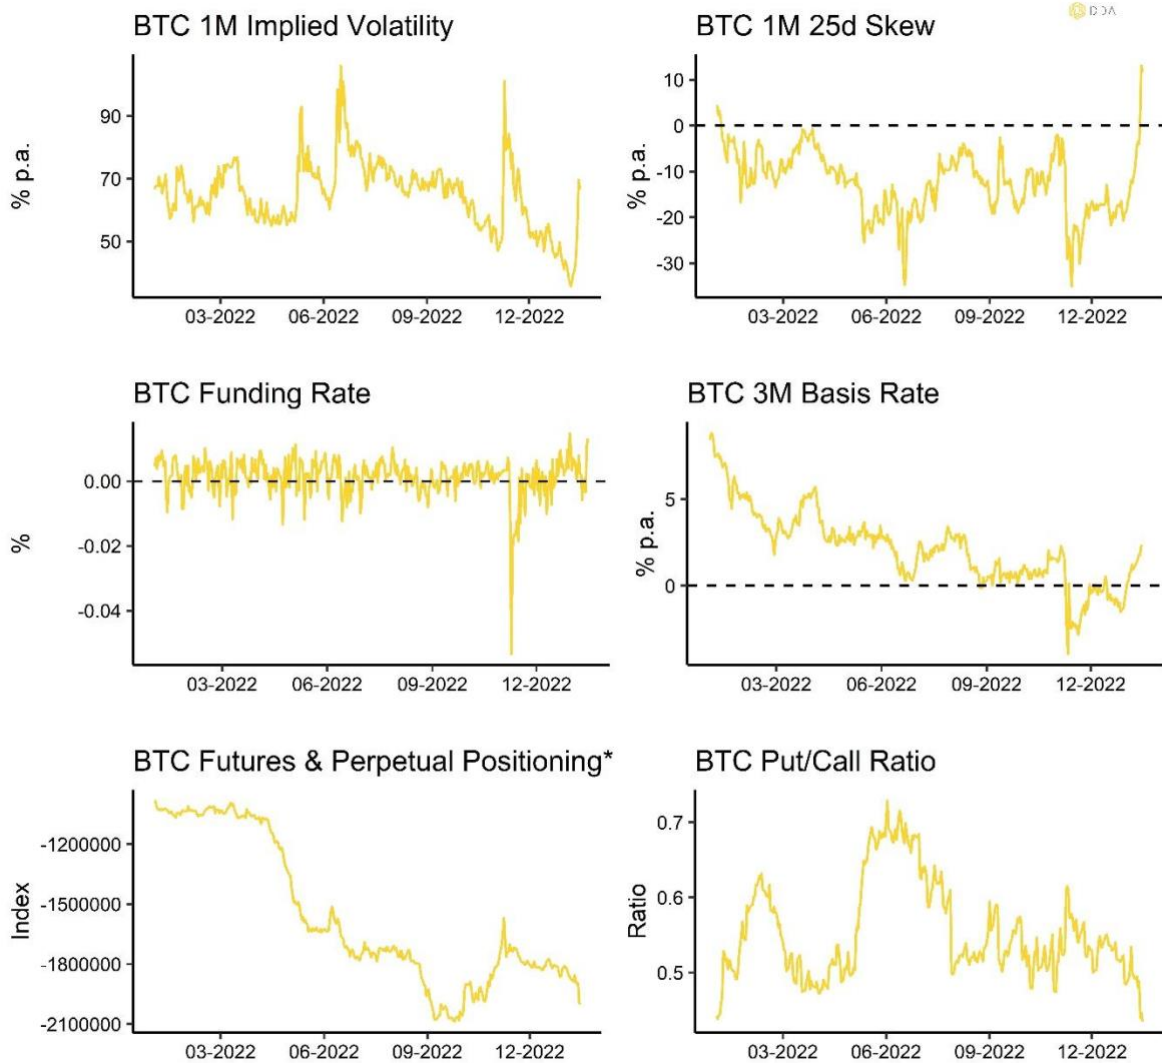 DDA
BTC 1M Implied Volatility
BTC 1M 25d Skew
% p.a.
90
70
50
03-2022 06-2022 09-2022 12-2022
% p.a.
10
0
-10
-20
-30
03-2022 06-2022 09-2022 12-2022
BTC Funding Rate
BTC 3M Basis Rate
%
0.00
-0.02
-0.04
03-2022 06-2022 09-2022 12-2022
% p.a.
5
0
03-2022 06-2022 09-2022 12-2022
BTC Futures & Perpetual Positioning*
BTC Put/Call Ratio
Index
-1200000
-1500000
-1800000
-2100000
03-2022 06-2022 09-2022 12-2022
Ratio
0.7
0.6
0.5
03-2022 06-2022 09-2022 12-2022